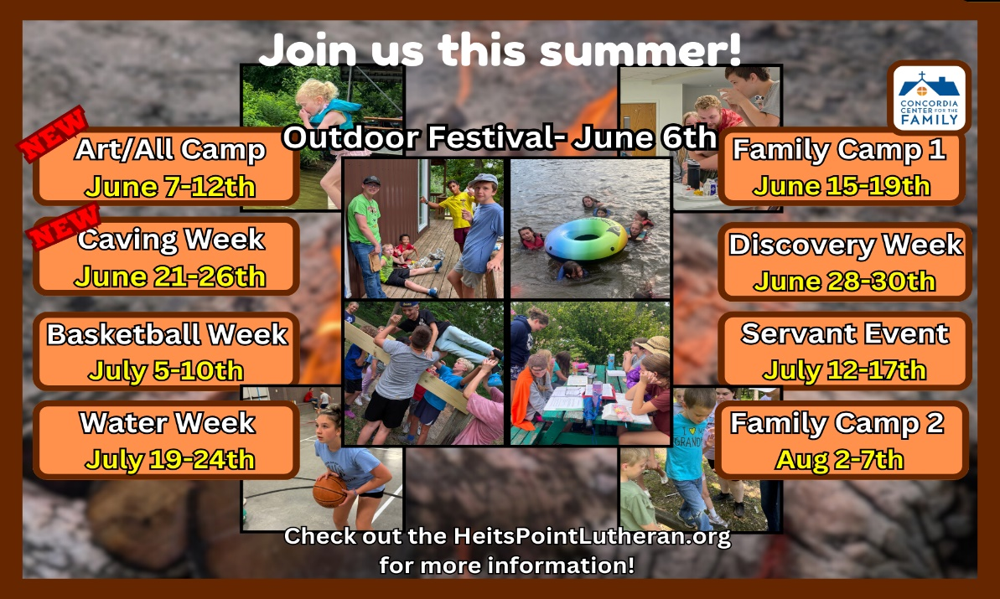 Join us this summer!
CONCORDIA
CENTER FOR THE
FAMILY
Outdoor Festival- June 6th
NEW
Art/All Camp
June 7-12th
Family Camp 1
June 15-19th
NEW
Caving Week
June 21-26th
Discovery Week
June 28-30th
Basketball Week
July 5-10th
Servant Event
July 12-17th
Water Week
July 19-24th
Family Camp 2
Aug 2-7th
I ♥ MY
GRAND
Check out the HeitsPointLutheran.org
for more information!